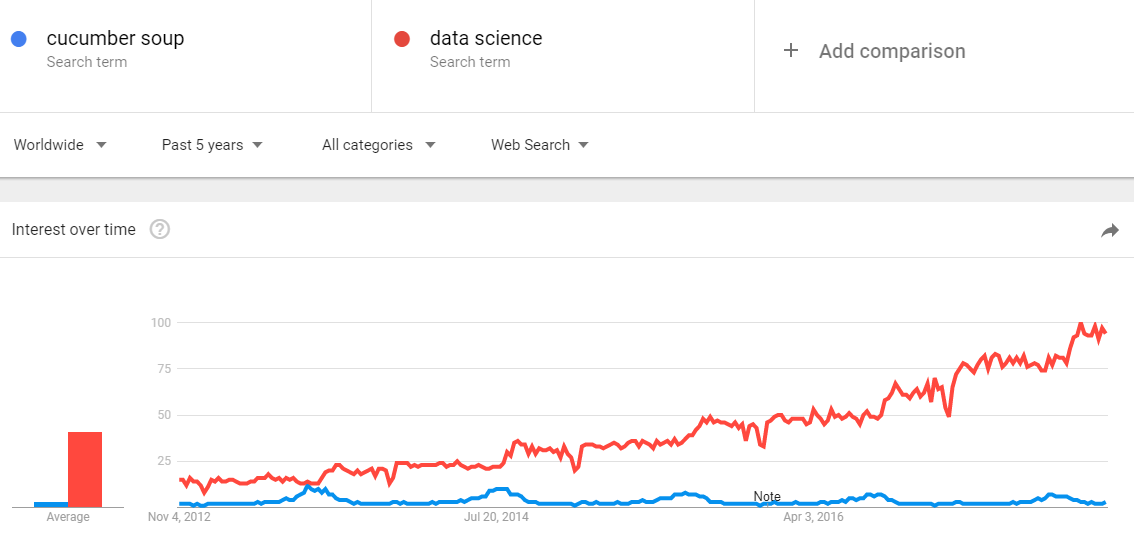 cucumber soup
Search term
data science
Search term
+ Add comparison
Worldwide
Past 5 years
All categories
Web Search
Interest over time ?
100
75
50
25
Note
Average
Nov 4, 2012
Jul 20, 2014
Apr 3, 2016